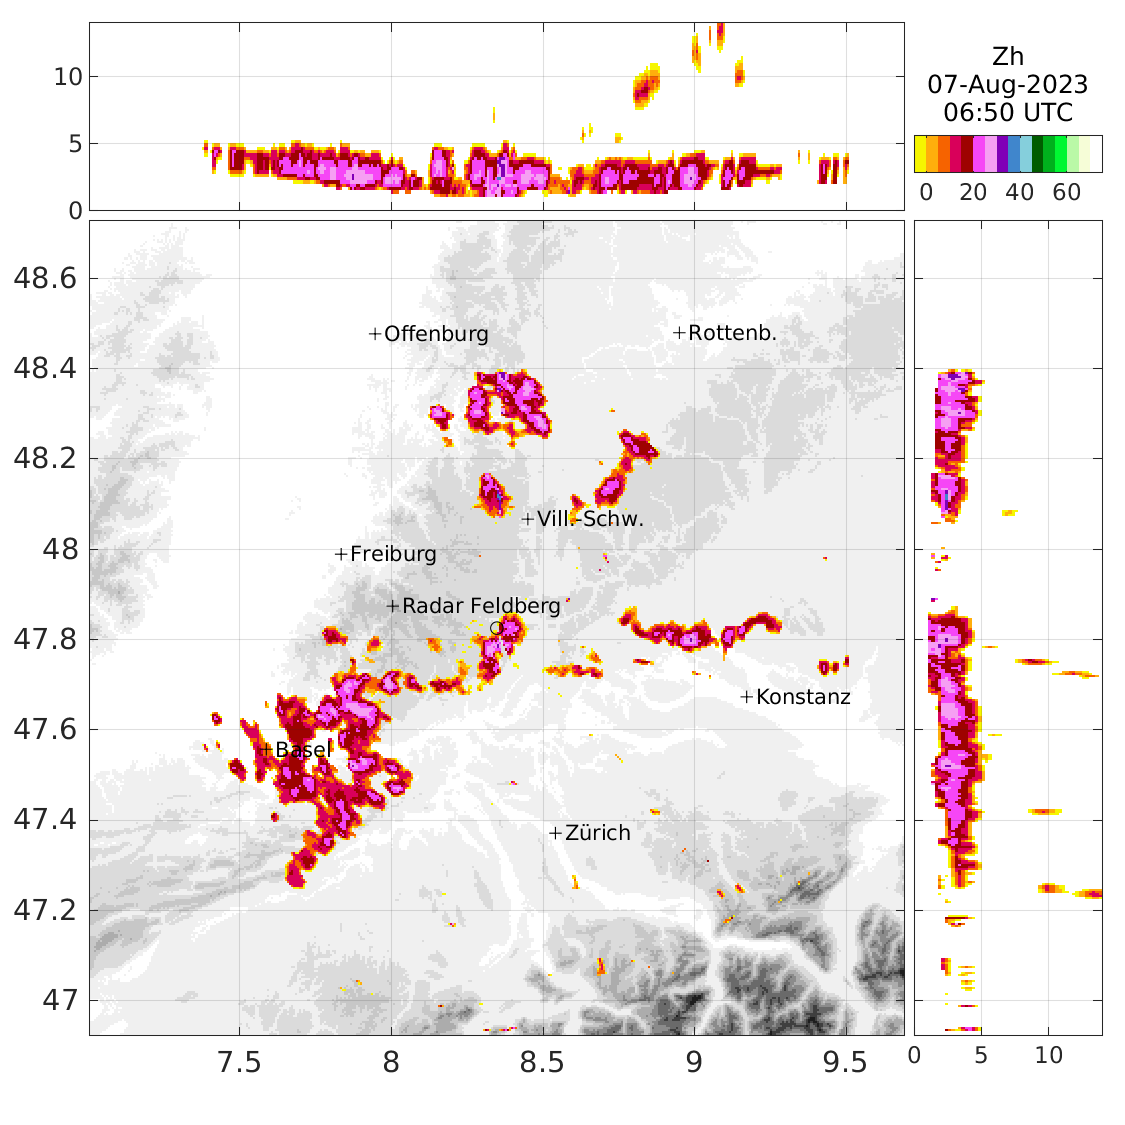 10
5
0
Zh
07-Aug-2023
06:50 UTC
0 20 40 60
48.6
48.4
48.2
48
47.8
47.6
47.4
47.2
47
+Offenburg
+Rottenb.
+Vill.-Schw.
+Freiburg
+Radar Feldberg
+Konstanz
+Basel
+Zürich
7.5 8 8.5 9 9.5
0 5 10